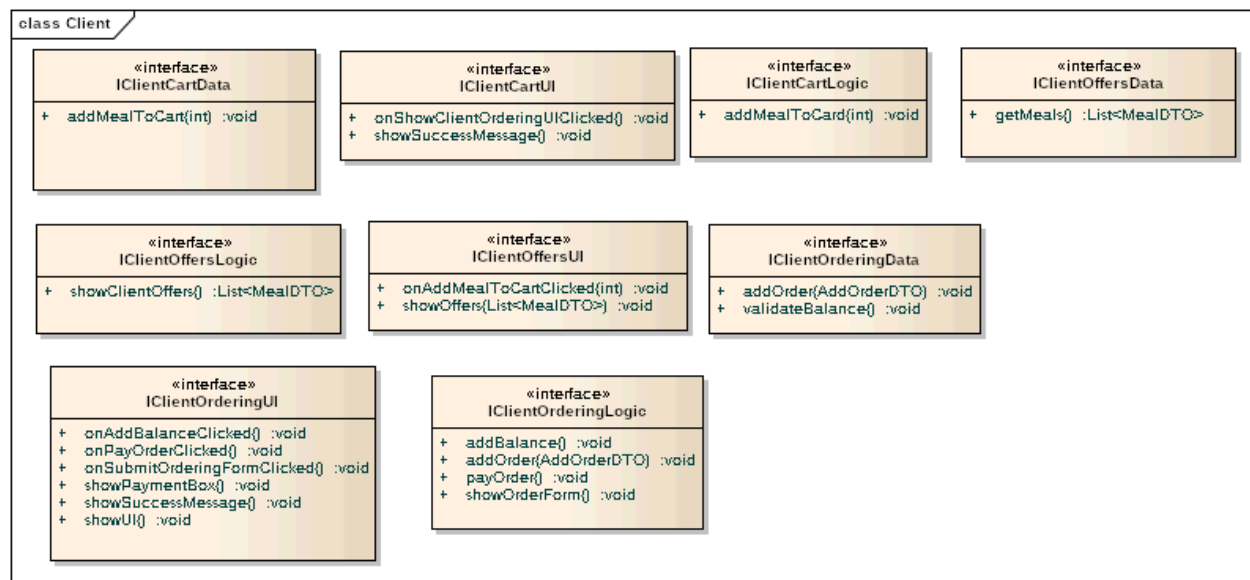 class Client
«interface»
IClientCartData
+ addMealToCart(int) :void
«interface»
IClientCartUI
+ onShowClientOrderingUIClicked() :void
+ showSuccessMessage() :void
«interface»
IClientCartLogic
+ addMealToCard(int) :void
«interface»
IClientOffersData
+ getMeals() :List<MealDTO>
«interface»
IClientOffersLogic
+ showClientOffers() :List<MealDTO>
«interface»
IClientOffersUI
+ onAddMealToCartClicked(int) :void
+ showOffers(List<MealDTO>) :void
«interface»
IClientOrderingData
+ addOrder(AddOrderDTO) :void
+ validateBalance() :void
«interface»
IClientOrderingUI
+ onAddBalanceClicked() :void
+ onPayOrderClicked() :void
+ onSubmitOrderingFormClicked() :void
+ showPaymentBox() :void
+ showSuccessMessage() :void
+ showUI() :void
«interface»
IClientOrderingLogic
+ addBalance() :void
+ addOrder(AddOrderDTO) :void
+ payOrder() :void
+ showOrderForm() :void